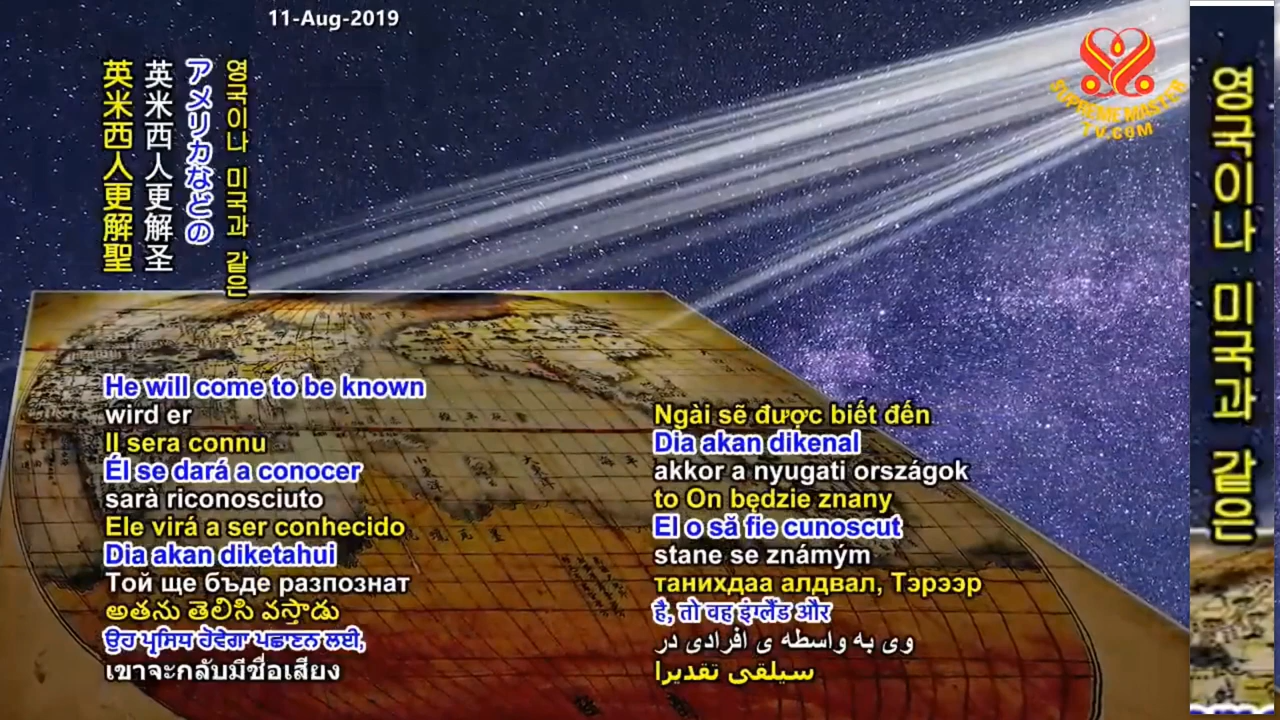 11-Aug-2019
SUPREME MASTER
TV.COM
영국이나 미국과 같은
アメリカなどの
英米西人更解圣
英米西人更解聖
He will come to be known
wird er
Il sera connu
Él se dará a conocer
sarà riconosciuto
Ele virá a ser conhecido
Dia akan diketahui
Той ще бъде разпознат
అతను తెలిసి వస్తాడు
ਉਹ ਪ੍ਰਸਿਧ ਹੋਵੇਗਾ ਪਛਾਣਨ ਲਈ,
เขาจะกลับมีชื่อเสียง
Ngài sẽ được biết đến
Dia akan dikenal
akkor a nyugati országok
to On będzie znany
El o să fie cunoscut
stane se známým
танихдаа алдвал, Тэрээр
है, तो वह इंग्लैंड और
وی به واسطه ی افرادی در
سيلقى تقديرا
영국이나 미국과 같은